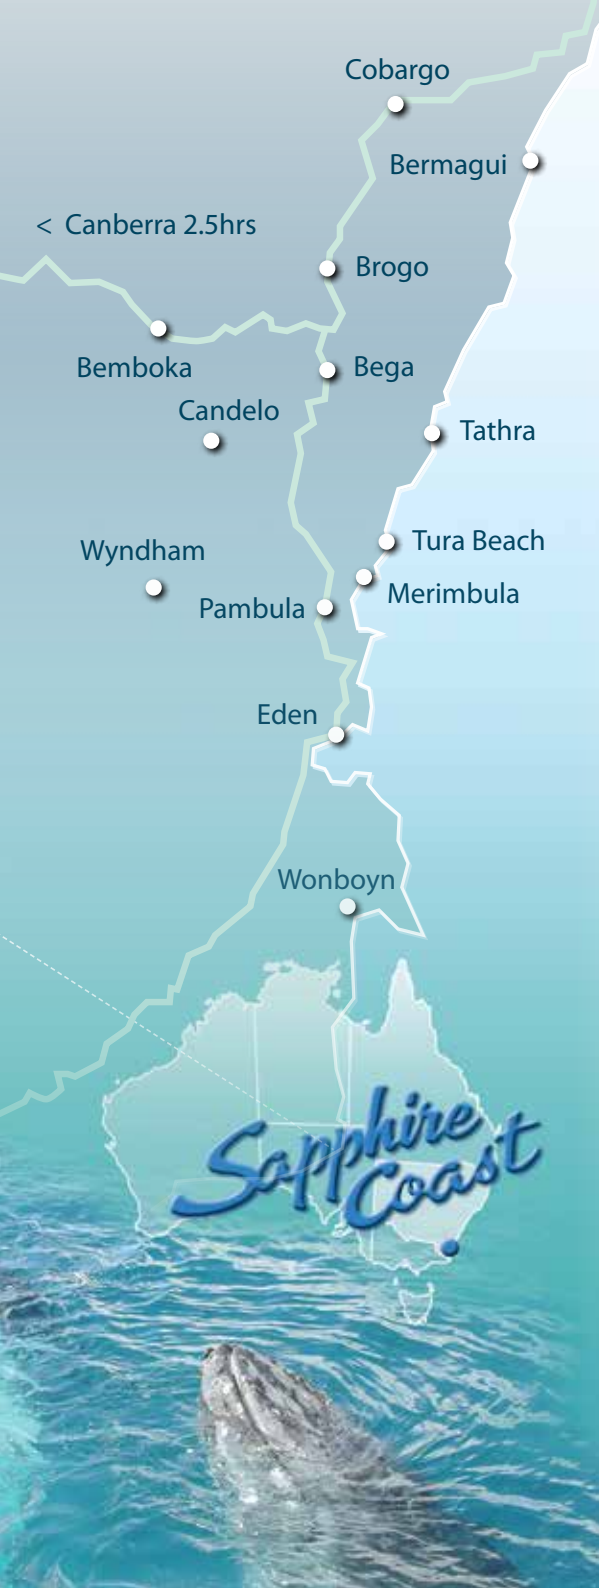 Cobargo
Bermagui
< Canberra 2.5hrs
Brogo
Bemboka
Bega
Candelo
Tathra
Wyndham
Tura Beach
Merimbula
Pambula
Eden
Wonboyn
Sapphire
Coast